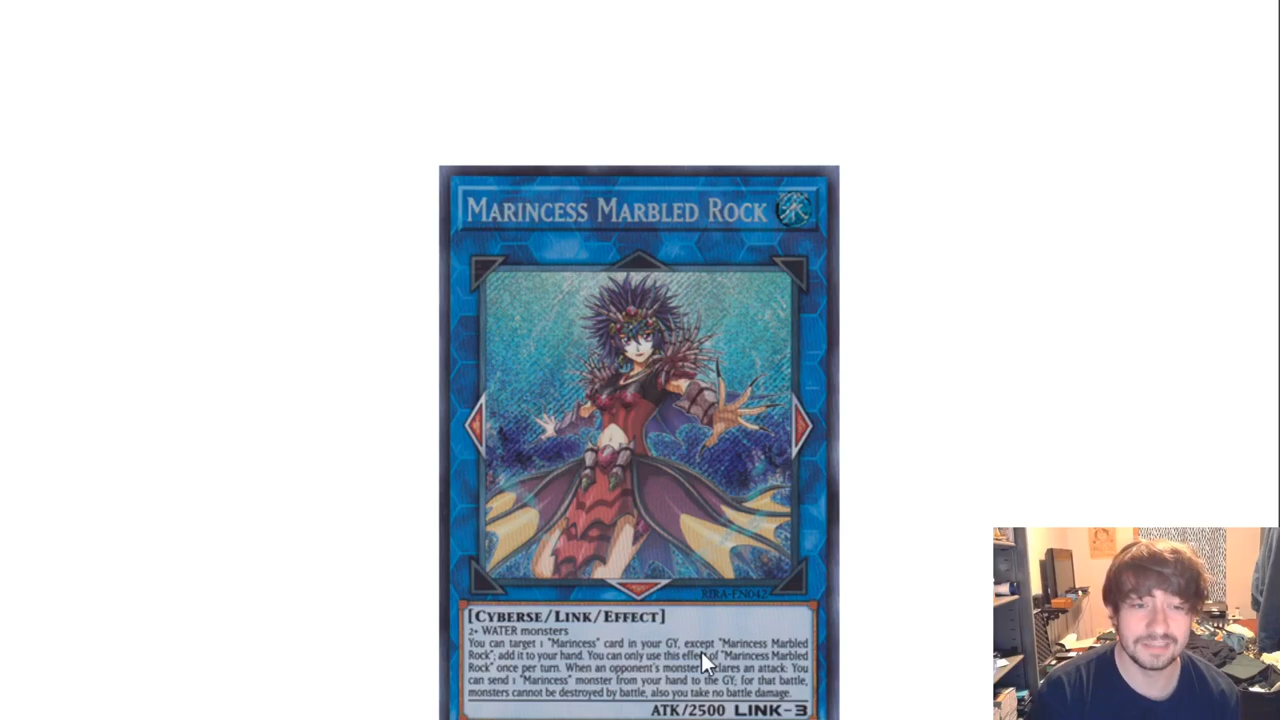 MARINCESS MARBLED ROCK
水
RIRA-EN042
[CYBERSE/LINK/EFFECT]
2+ WATER monsters
You can target 1 "Marincess" card in your GY, except "Marincess Marbled
Rock"; add it to your hand. You can only use this effect of "Marincess Marbled
Rock" once per turn. When an opponent's monster declares an attack: You
can send 1 "Marincess" monster from your hand to the GY; for that battle,
monsters cannot be destroyed by battle, also you take no battle damage.
ATK/2500 LINK-3